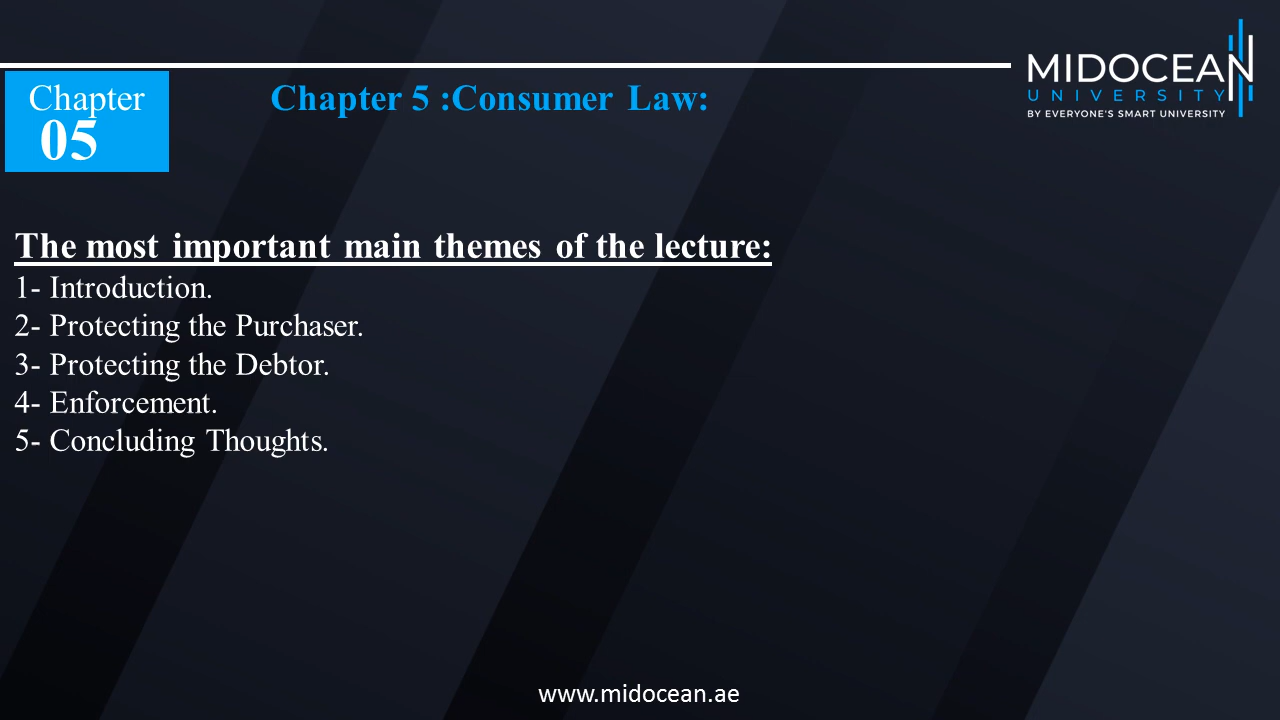 MIDOCEAN
UNIVERSITY
BY EVERYONE'S SMART UNIVERSITY
Chapter
05
Chapter 5 :Consumer Law:
The most important main themes of the lecture:
1- Introduction.
2- Protecting the Purchaser.
3- Protecting the Debtor.
4- Enforcement.
5- Concluding Thoughts.
www.midocean.ae